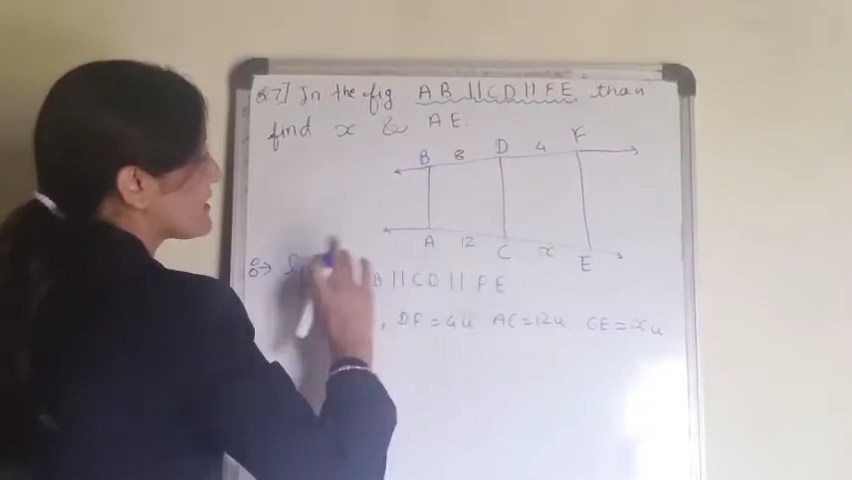 Q7] In the fig AB || CD || FE than
find x & AE.
B 8 D 4 F
A 12 C x E
B || CD || FE
, DF = 4u AC = 12u CE = xu